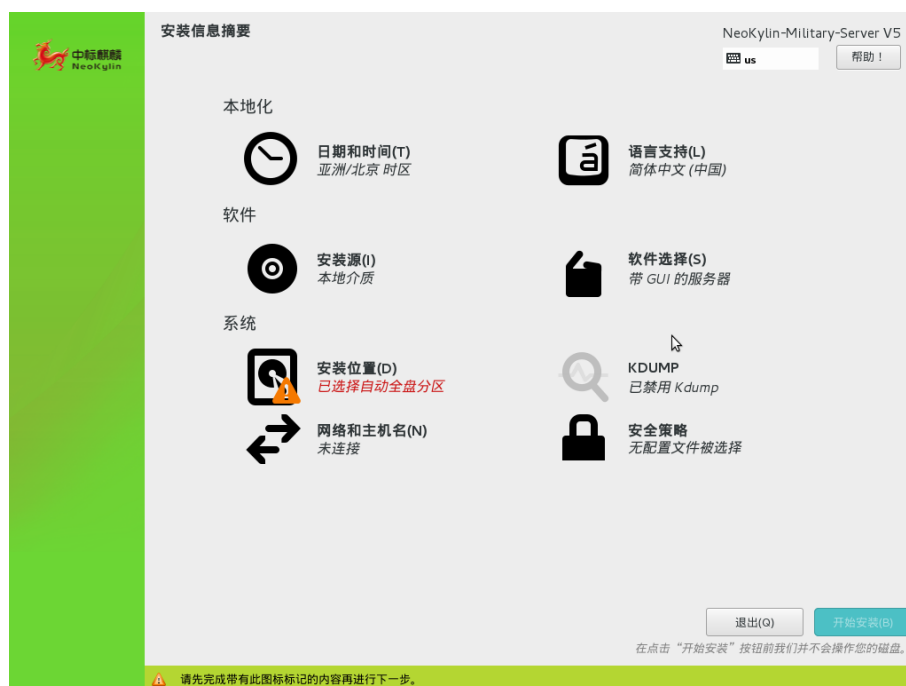 中标麒麟
NeoKylin
安装信息摘要
NeoKylin-Military-Server V5
us
帮助！
本地化
日期和时间(T)
亚洲/北京 时区
á
语言支持(L)
简体中文 (中国)
软件
安装源(I)
本地介质
软件选择(S)
带 GUI 的服务器
系统
安装位置(D)
已选择自动全盘分区
KDUMP
已禁用 Kdump
网络和主机名(N)
未连接
安全策略
无配置文件被选择
退出(Q)
开始安装(B)
在点击“开始安装”按钮前我们并不会操作您的磁盘。
请先完成带有此图标标记的内容再进行下一步。